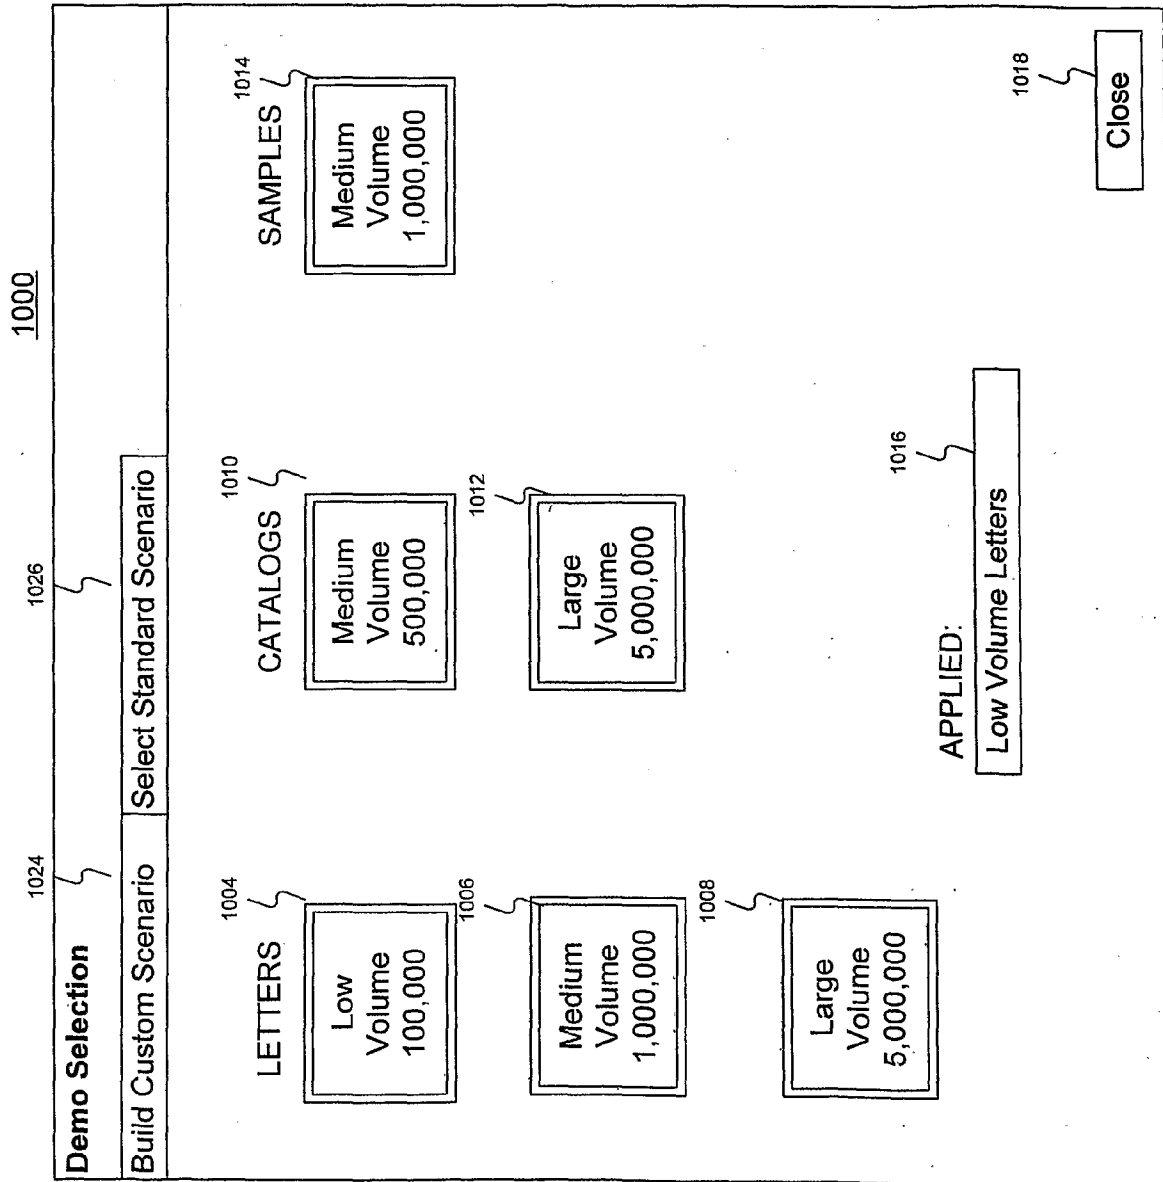 1000
Demo Selection
1024
1026
Build Custom Scenario
Select Standard Scenario
LETTERS
1004
Low
Volume
100,000
1006
Medium
Volume
1,000,000
1008
Large
Volume
5,000,000
CATALOGS
1010
Medium
Volume
500,000
1012
Large
Volume
5,000,000
SAMPLES
1014
Medium
Volume
1,000,000
APPLIED:
1016
Low Volume Letters
1018
Close